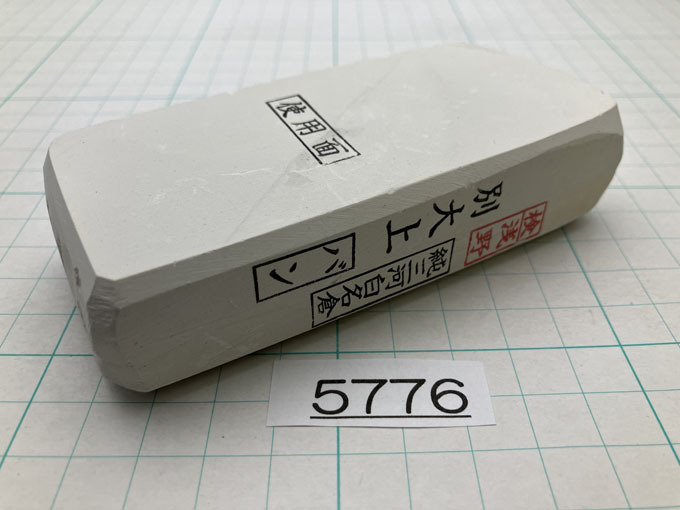 使用面
別大上
バン
純三河白名倉
検浅野
5776